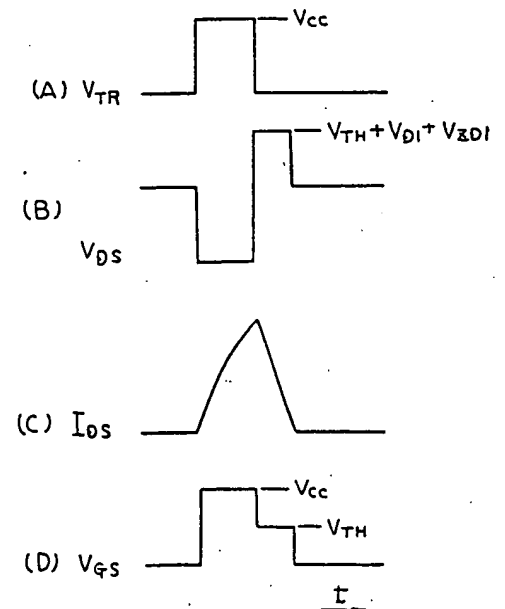 VCC
(A) VTR
VTH + VD1 + VZD1
(B)
VDS
(C) IDS
VCC
VTH
(D) VGS
t